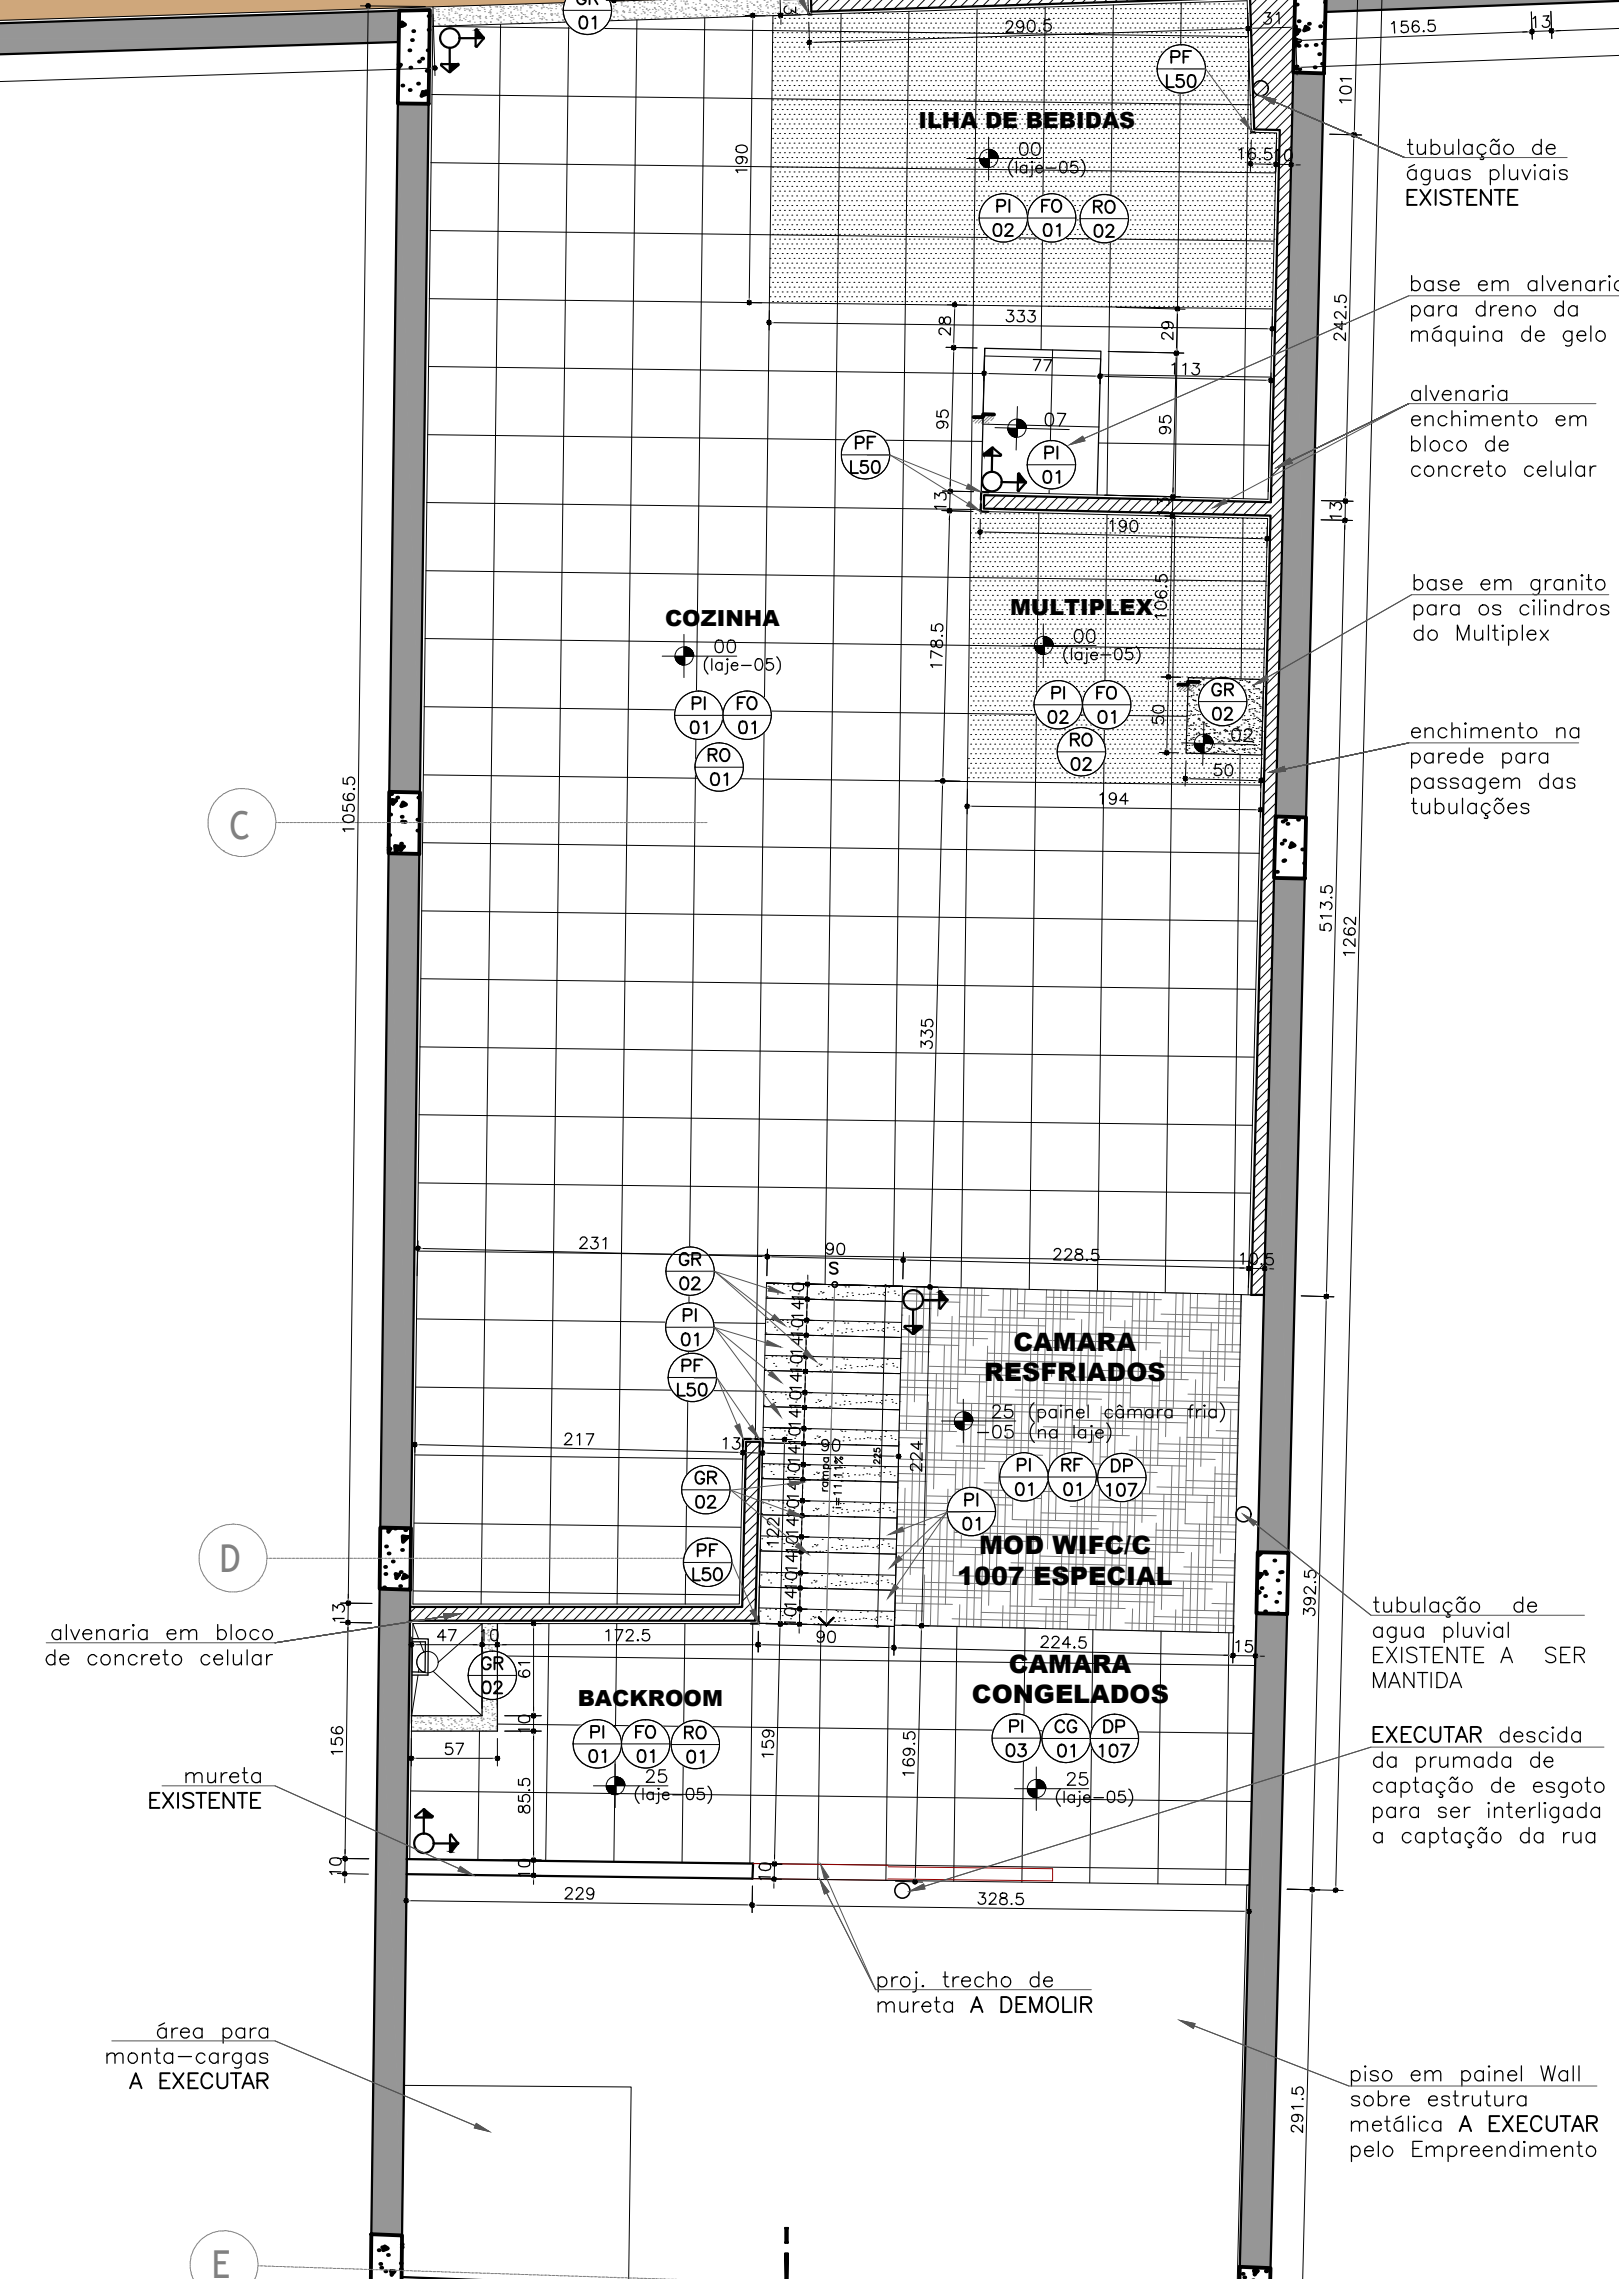 GR
01
3
290.5
31
156.5
13
PF
L50
101
ILHA DE BEBIDAS
00
(laje-05)
190
16.5
10
tubulação de
águas pluviais
EXISTENTE
PI
02
FO
01
RO
02
base em alvenaria
para dreno da
máquina de gelo
242.5
28
333
29
77
113
95
07
95
PI
01
PF
L50
alvenaria
enchimento em
bloco de
concreto celular
13
13
190
base em granito
para os cilindros
do Multiplex
COZINHA
00
(laje-05)
MULTIPLEX
106.5
00
(laje-05)
178.5
PI
01
FO
01
RO
01
PI
02
FO
01
RO
02
GR
02
02
50
50
194
enchimento na
parede para
passagem das
tubulações
C
1056.5
513.5
1262
335
231
90
228.5
10.5
S
GR
02
PI
01
PF
L50
CAMARA
RESFRIADOS
25 (painel câmara fria)
-05 (na laje)
PI
01
RF
01
DP
107
217
13
90
rampa
i=11,11%
225
224
GR
02
PI
01
122
PF
L50
MOD WIFC/C
1007 ESPECIAL
D
392.5
tubulação de
agua pluvial
EXISTENTE A SER
MANTIDA
13
alvenaria em bloco
de concreto celular
47
10
172.5
90
224.5
15
GR
02
61
10
57
85.5
BACKROOM
PI
01
FO
01
RO
01
25
(laje-05)
159
169.5
CAMARA
CONGELADOS
PI
03
CG
01
DP
107
25
(laje-05)
156
mureta
EXISTENTE
EXECUTAR descida
da prumada de
captação de esgoto
para ser interligada
a captação da rua
10
10
10
229
328.5
proj. trecho de
mureta A DEMOLIR
área para
monta-cargas
A EXECUTAR
piso em painel Wall
sobre estrutura
metálica A EXECUTAR
pelo Empreendimento
291.5
E